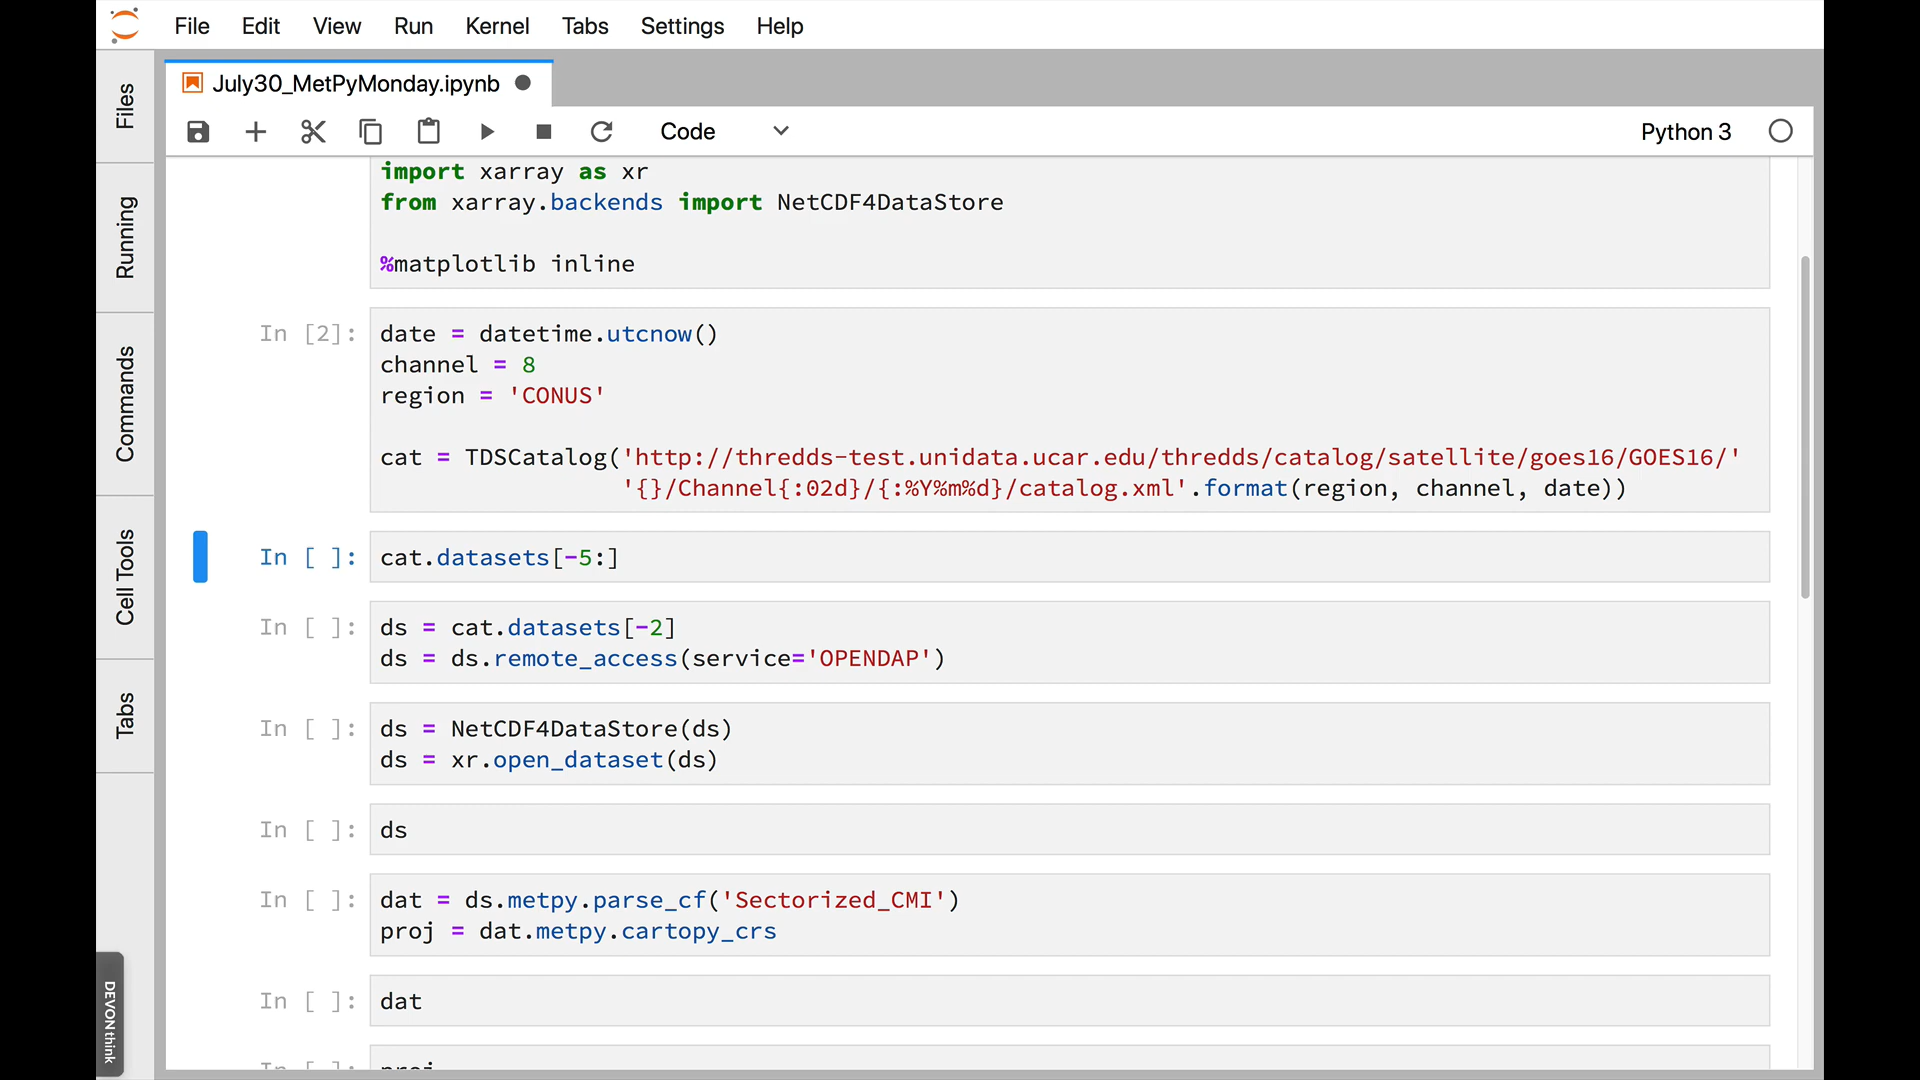 File Edit View Run Kernel Tabs Settings Help
July30_MetPyMonday.ipynb
Code
Python 3
Files
Running
Commands
Cell Tools
Tabs
DEVONthink
import xarray as xr
from xarray.backends import NetCDF4DataStore
%matplotlib inline
In [2]:
date = datetime.utcnow()
channel = 8
region = 'CONUS'
cat = TDSCatalog('http://thredds-test.unidata.ucar.edu/thredds/catalog/satellite/goes16/GOES16/'
'{}/Channel{:02d}/{:%Y%m%d}/catalog.xml'.format(region, channel, date))
In [ ]: cat.datasets[-5:]
In [ ]: ds = cat.datasets[-2]
ds = ds.remote_access(service='OPENDAP')
In [ ]: ds = NetCDF4DataStore(ds)
ds = xr.open_dataset(ds)
In [ ]: ds
In [ ]: dat = ds.metpy.parse_cf('Sectorized_CMI')
proj = dat.metpy.cartopy_crs
In [ ]: dat
In [ ]: proj